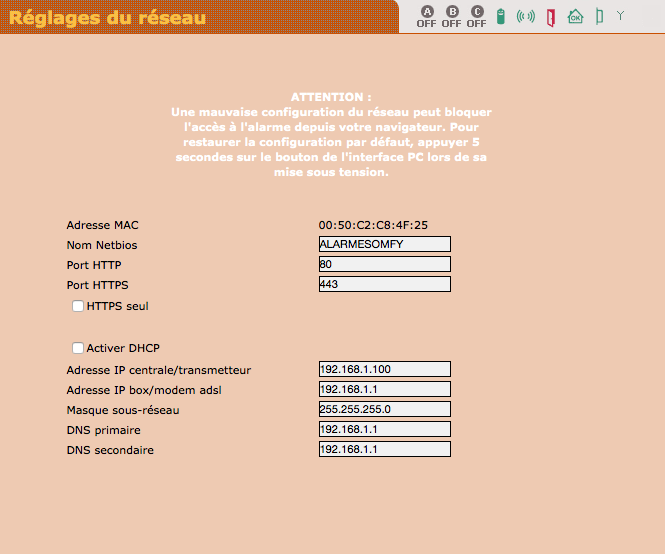 Réglages du réseau
A B C
OFF OFF OFF
OK
ATTENTION :
Une mauvaise configuration du réseau peut bloquer
l'accès à l'alarme depuis votre navigateur. Pour
restaurer la configuration par défaut, appuyer 5
secondes sur le bouton de l'interface PC lors de sa
mise sous tension.
Adresse MAC 00:50:C2:C8:4F:25
Nom Netbios ALARMESOMFY
Port HTTP 80
Port HTTPS 443
HTTPS seul
Activer DHCP
Adresse IP centrale/transmetteur 192.168.1.100
Adresse IP box/modem adsl 192.168.1.1
Masque sous-réseau 255.255.255.0
DNS primaire 192.168.1.1
DNS secondaire 192.168.1.1